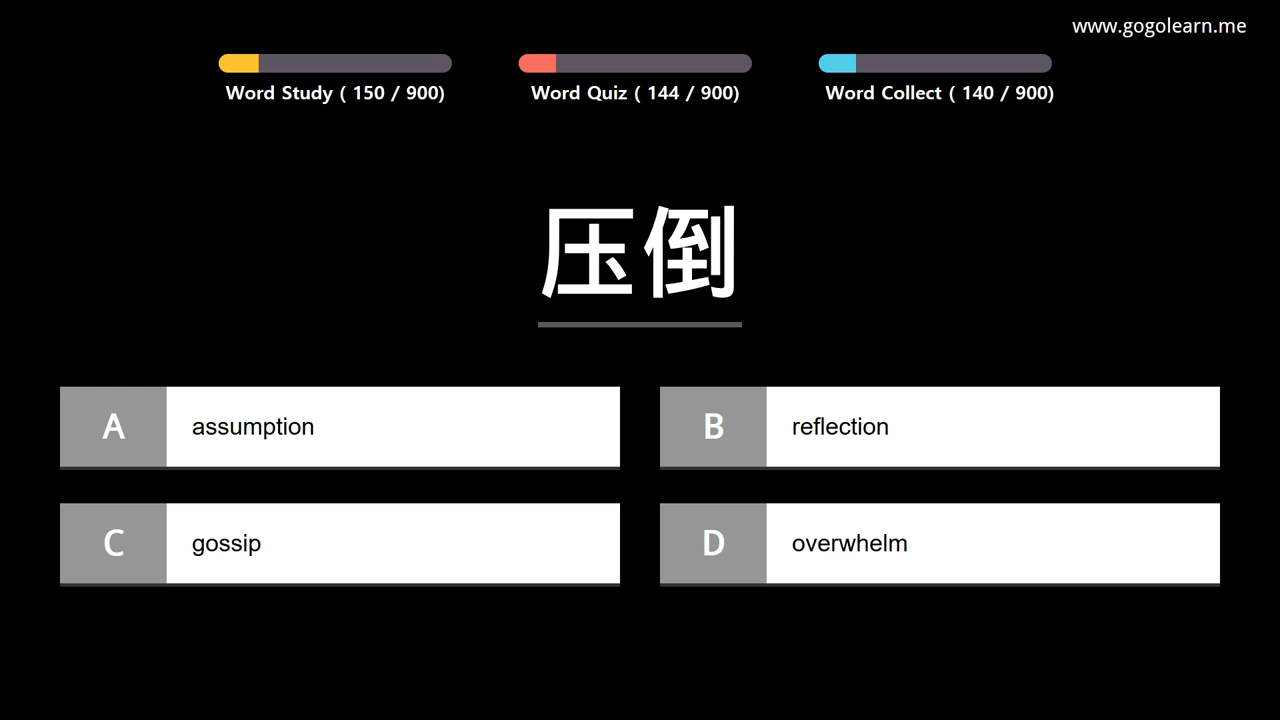 www.gogolearn.me
Word Study ( 150 / 900)
Word Quiz ( 144 / 900)
Word Collect ( 140 / 900)
压倒
A assumption
B reflection
C gossip
D overwhelm